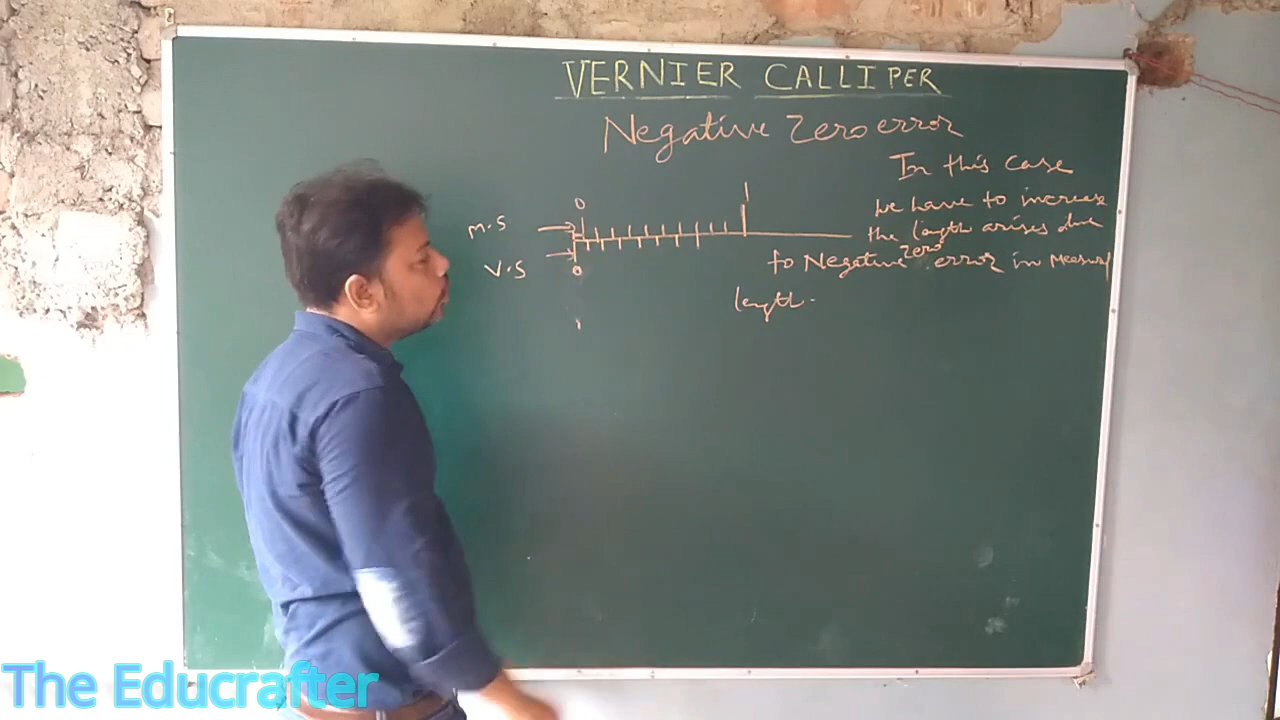 VERNIER CALLIPER
Negative Zero error
In this case
we have to increase
the length arises due
to Negative zero error in Measured
length.
0
1
M.S
V.S
0
The Educrafter